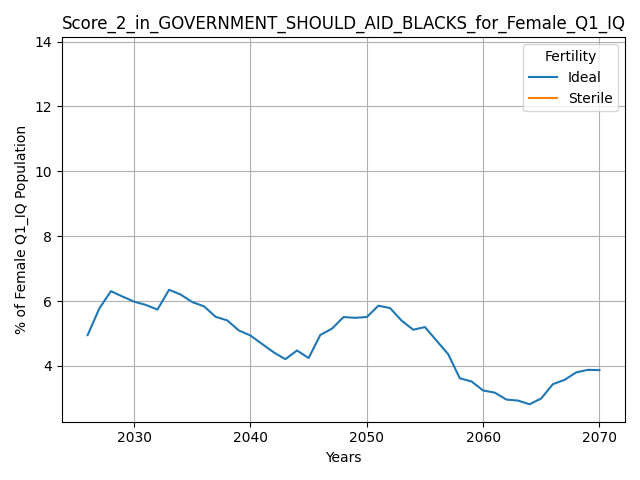 Score_2_in_GOVERNMENT_SHOULD_AID_BLACKS_for_Female_Q1_IQ
14
12
10
8
6
4
% of Female Q1_IQ Population
Fertility
Ideal
Sterile
2030 2040 2050 2060 2070
Years